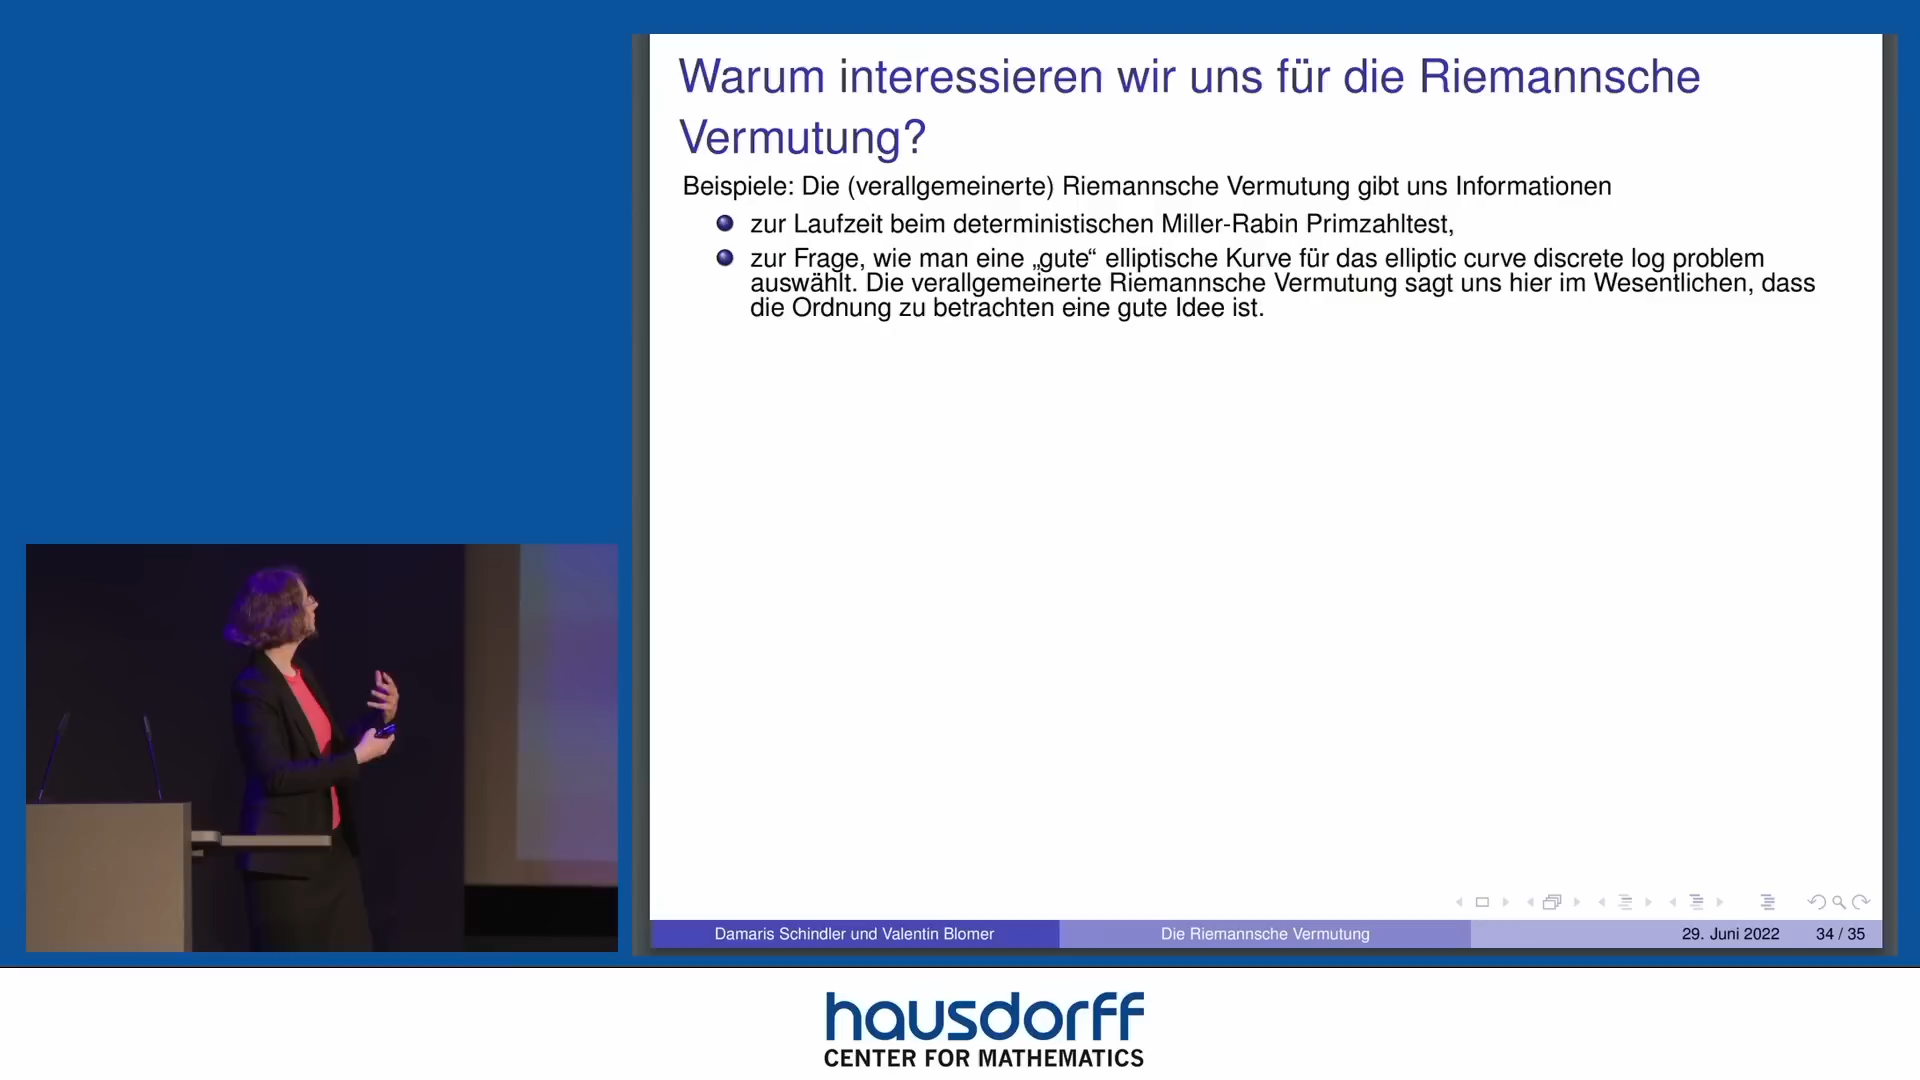 Warum interessieren wir uns für die Riemannsche
Vermutung?
Beispiele: Die (verallgemeinerte) Riemannsche Vermutung gibt uns Informationen
zur Laufzeit beim deterministischen Miller-Rabin Primzahltest,
zur Frage, wie man eine „gute“ elliptische Kurve für das elliptic curve discrete log problem
auswählt. Die verallgemeinerte Riemannsche Vermutung sagt uns hier im Wesentlichen, dass
die Ordnung zu betrachten eine gute Idee ist.
Damaris Schindler und Valentin Blomer
Die Riemannsche Vermutung
29. Juni 2022
34 / 35
hausdorff
CENTER FOR MATHEMATICS